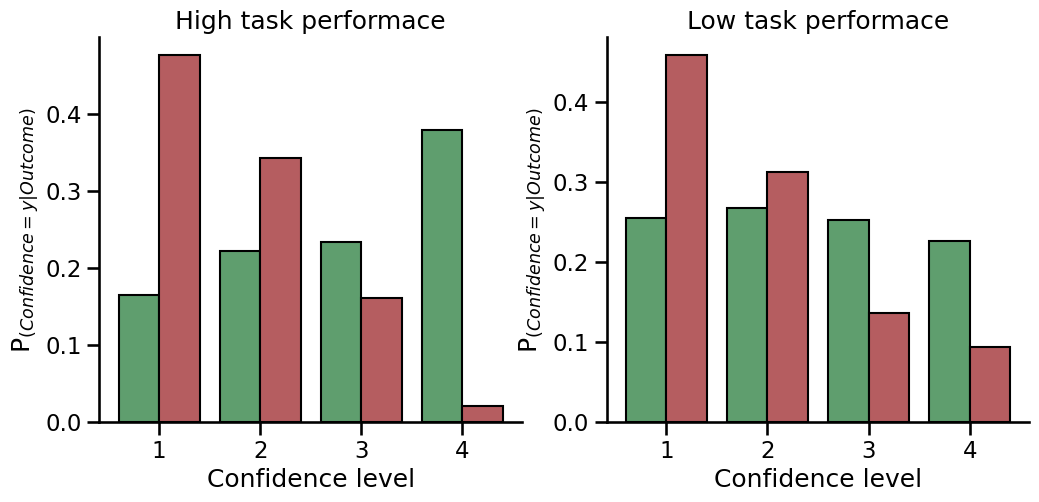 High task performace
P(Confidence = y|Outcome)
0.4
0.3
0.2
0.1
0.0
1 2 3 4
Confidence level
Low task performace
P(Confidence = y|Outcome)
0.4
0.3
0.2
0.1
0.0
1 2 3 4
Confidence level